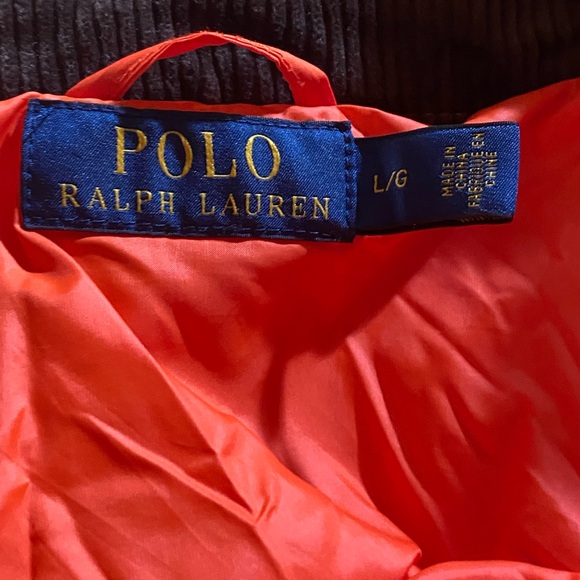 POLO
RALPH LAUREN
L/G
MADE IN
CHINA
FABRIQUÉ EN
CHINE